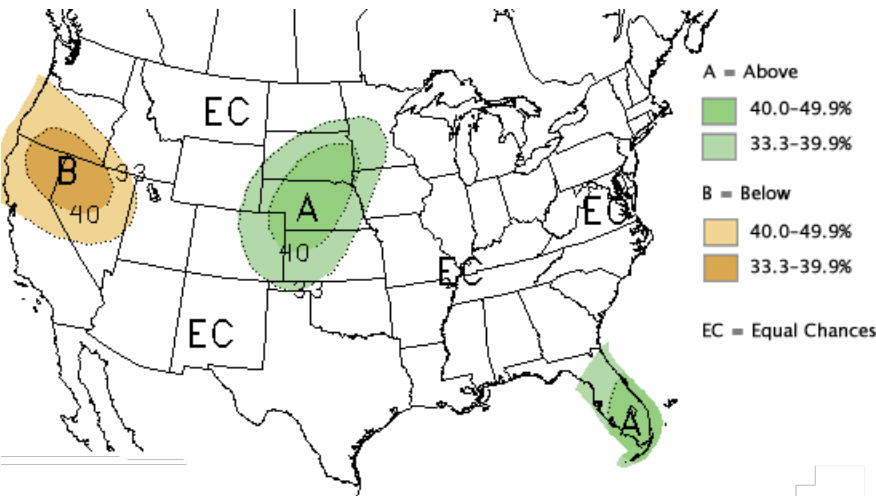 EC
B
33
40
A
40
33
EC
EC
EC
A
A = Above
40.0-49.9%
33.3-39.9%
B = Below
40.0-49.9%
33.3-39.9%
EC = Equal Chances